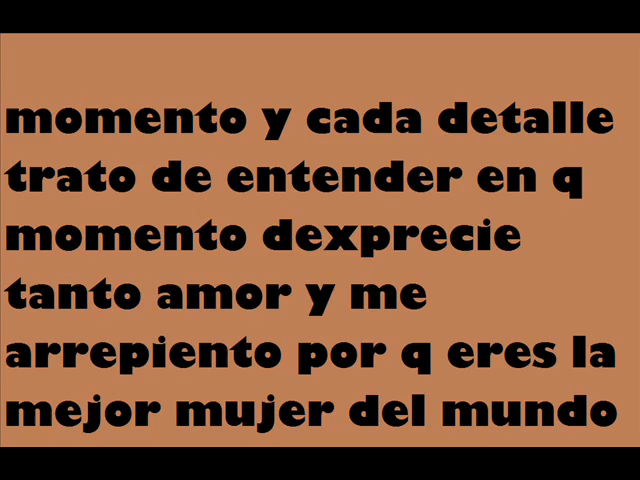 momento y cada detalle
trato de entender en q
momento dexprecie
tanto amor y me
arrepiento por q eres la
mejor mujer del mundo